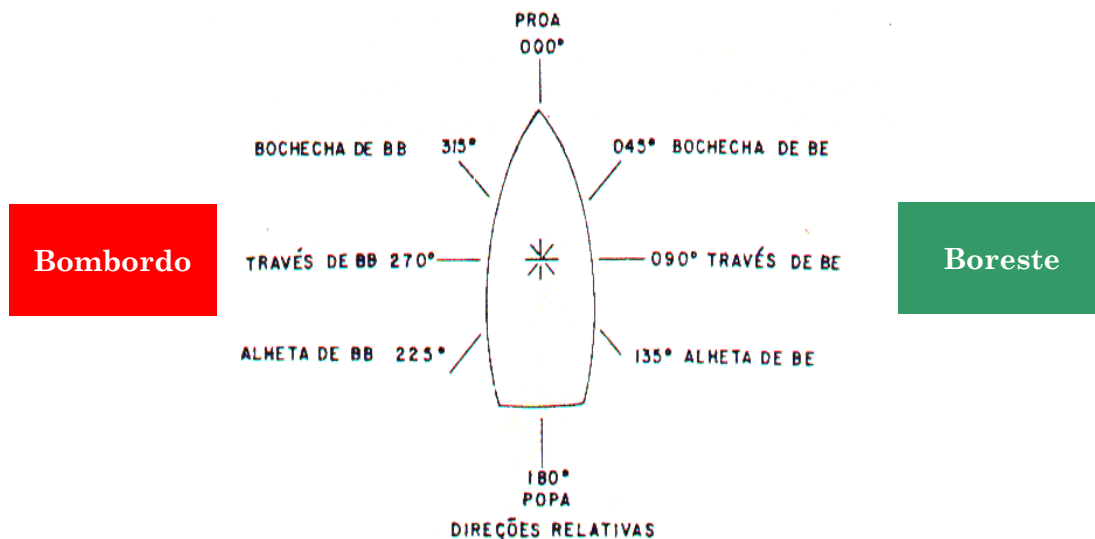 PROA
000°
BOCHECHA DE BB 315°
045° BOCHECHA DE BE
Bombordo
TRAVÉS DE BB 270°
090° TRAVÉS DE BE
Boreste
ALHETA DE BB 225°
135° ALHETA DE BE
180°
POPA
DIREÇÕES RELATIVAS